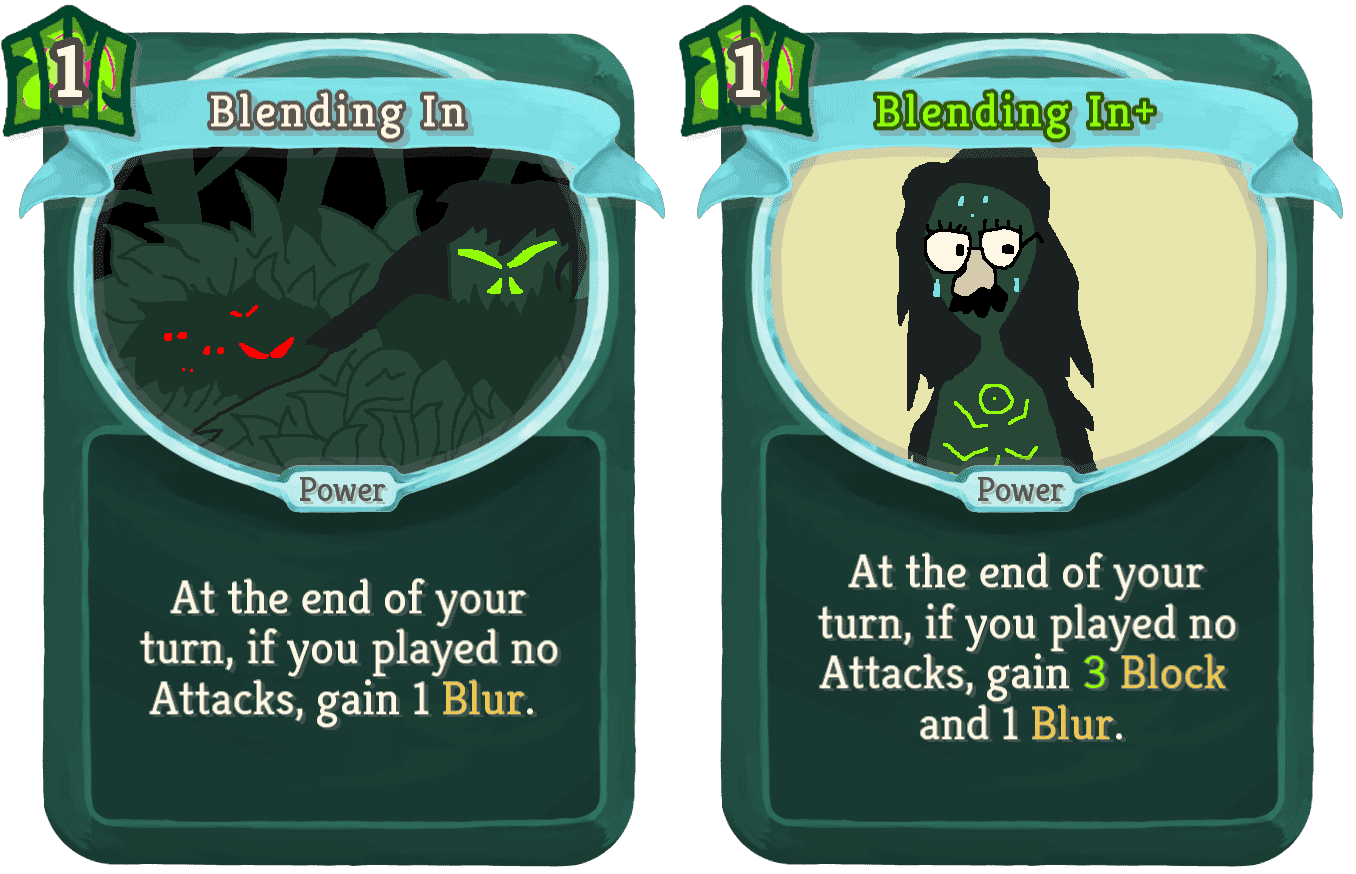 1
Blending In
Power
At the end of your
turn, if you played no
Attacks, gain 1 Blur.
1
Blending In+
Power
At the end of your
turn, if you played no
Attacks, gain 3 Block
and 1 Blur.